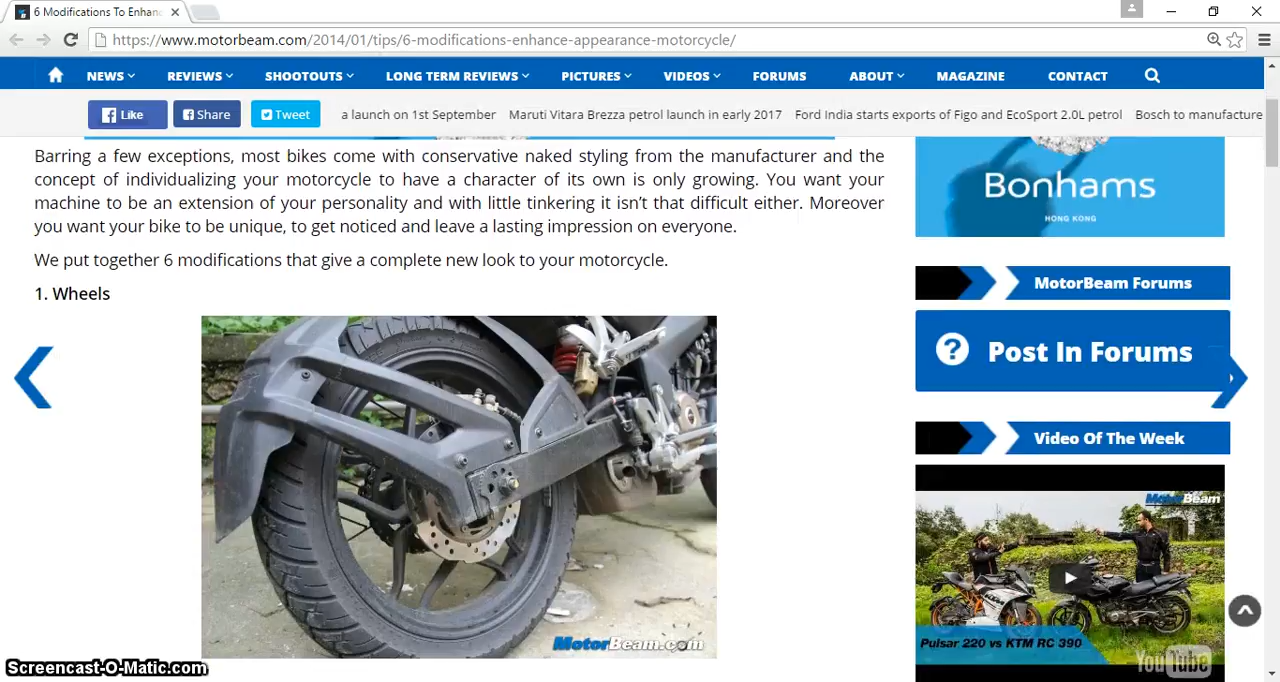 6 Modifications To Enhan
https://www.motorbeam.com/2014/01/tips/6-modifications-enhance-appearance-motorcycle/
NEWS REVIEWS SHOOTOUTS LONG TERM REVIEWS PICTURES VIDEOS FORUMS ABOUT MAGAZINE CONTACT
Like Share Tweet a launch on 1st September Maruti Vitara Brezza petrol launch in early 2017 Ford India starts exports of Figo and EcoSport 2.0L petrol Bosch to manufacture
Barring a few exceptions, most bikes come with conservative naked styling from the manufacturer and the
concept of individualizing your motorcycle to have a character of its own is only growing. You want your
machine to be an extension of your personality and with little tinkering it isn't that difficult either. Moreover
you want your bike to be unique, to get noticed and leave a lasting impression on everyone.
We put together 6 modifications that give a complete new look to your motorcycle.
1. Wheels
MotorBeam.com
Bonhams
HONG KONG
MotorBeam Forums
? Post In Forums
Video Of The Week
MotorBeam
Pulsar 220 vs KTM RC 390
YouTube
Screencast-O-Matic.com